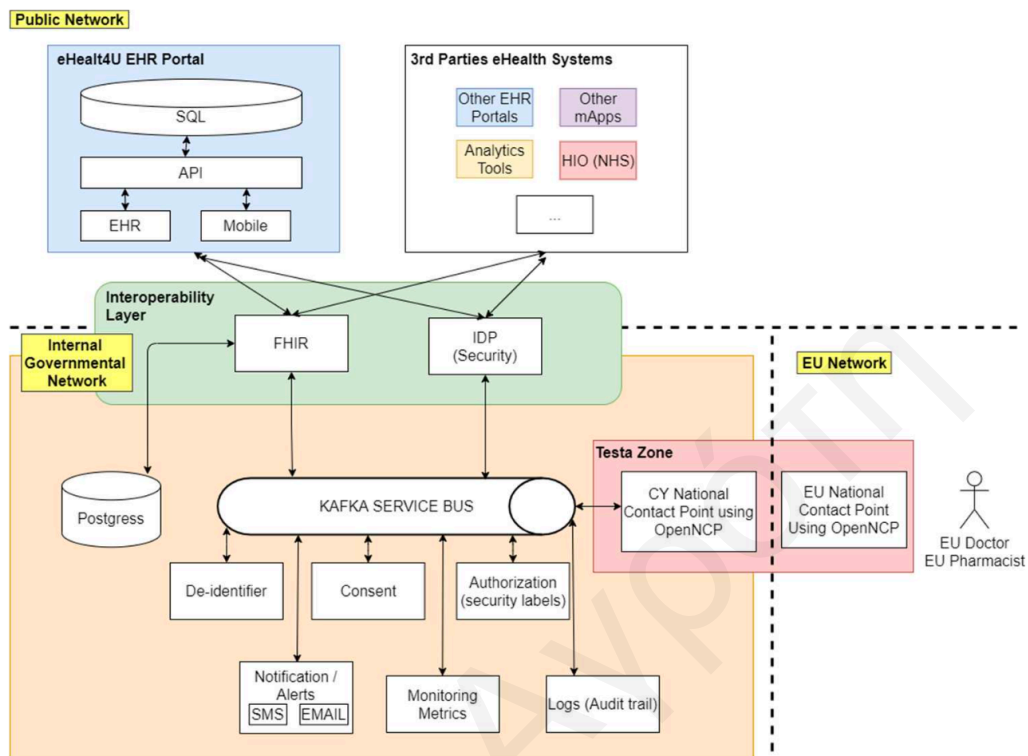 Public Network
eHealt4U EHR Portal
SQL
API
EHR
Mobile
3rd Parties eHealth Systems
Other EHR
Portals
Other
mApps
Analytics
Tools
HIO (NHS)
...
Interoperability
Layer
FHIR
IDP
(Security)
Internal
Governmental
Network
EU Network
Postgress
KAFKA SERVICE BUS
Testa Zone
CY National
Contact Point using
OpenNCP
EU National
Contact Point
Using OpenNCP
EU Doctor
EU Pharmacist
De-identifier
Consent
Authorization
(security labels)
Notification /
Alerts
SMS
EMAIL
Monitoring
Metrics
Logs (Audit trail)
Αγρότη